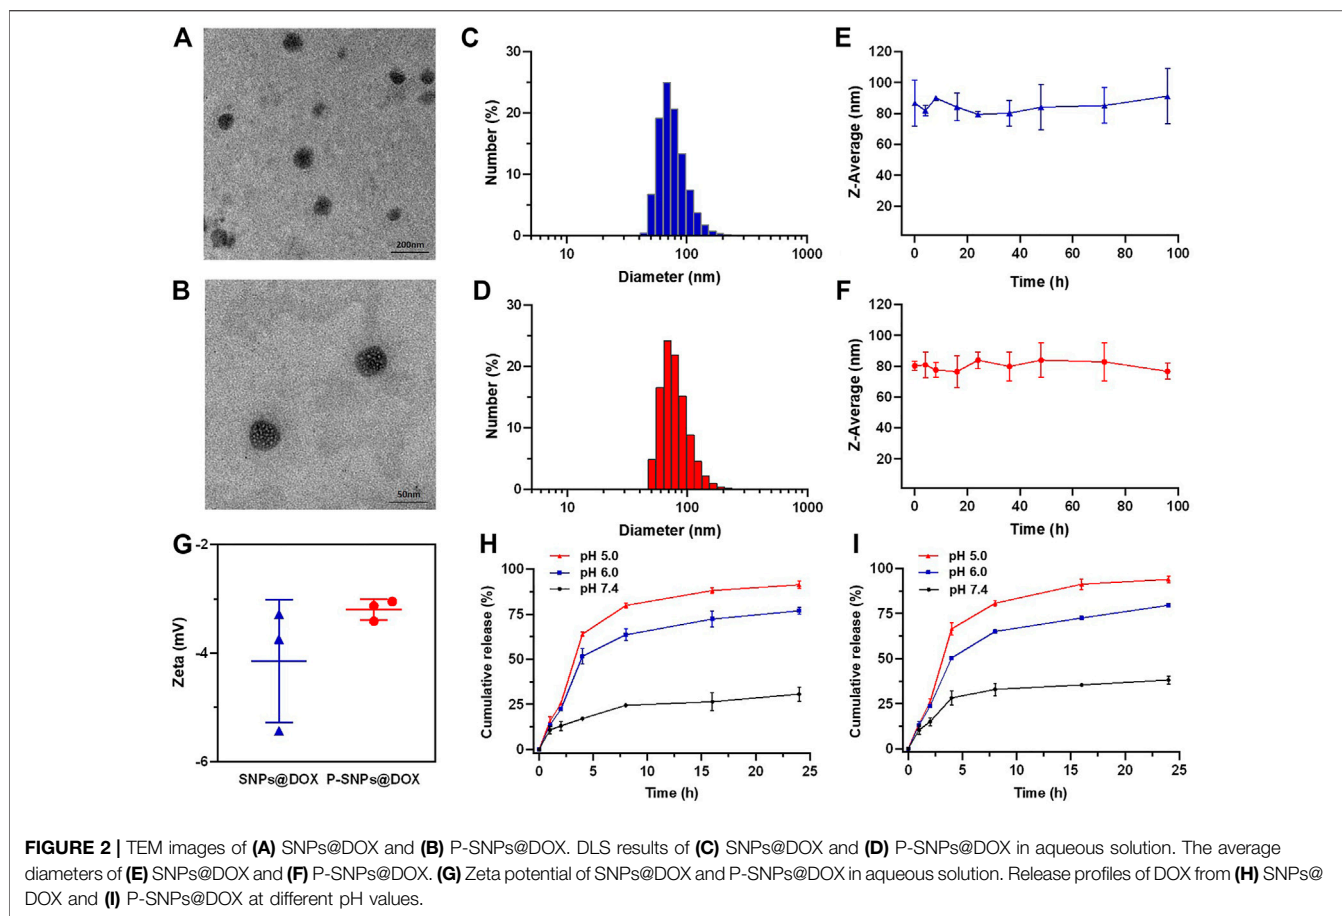 A
200nm
C
30
20
10
0
Number (%)
10
100
1000
Diameter (nm)
E
120
100
80
60
40
20
Z-Average (nm)
0
20
40
60
80
100
Time (h)
B
50nm
D
30
20
10
0
Number (%)
10
100
1000
Diameter (nm)
F
120
100
80
60
40
20
Z-Average (nm)
0
20
40
60
80
100
Time (h)
G
-2
-4
-6
Zeta (mV)
SNPs@DOX
P-SNPs@DOX
H
pH 5.0
pH 6.0
pH 7.4
100
75
50
25
0
Cumulative release (%)
0
5
10
15
20
25
Time (h)
I
pH 5.0
pH 6.0
pH 7.4
100
75
50
25
0
Cumulative release (%)
0
5
10
15
20
25
Time (h)
FIGURE 2 | TEM images of (A) SNPs@DOX and (B) P-SNPs@DOX. DLS results of (C) SNPs@DOX and (D) P-SNPs@DOX in aqueous solution. The average
diameters of (E) SNPs@DOX and (F) P-SNPs@DOX. (G) Zeta potential of SNPs@DOX and P-SNPs@DOX in aqueous solution. Release profiles of DOX from (H) SNPs@
DOX and (I) P-SNPs@DOX at different pH values.